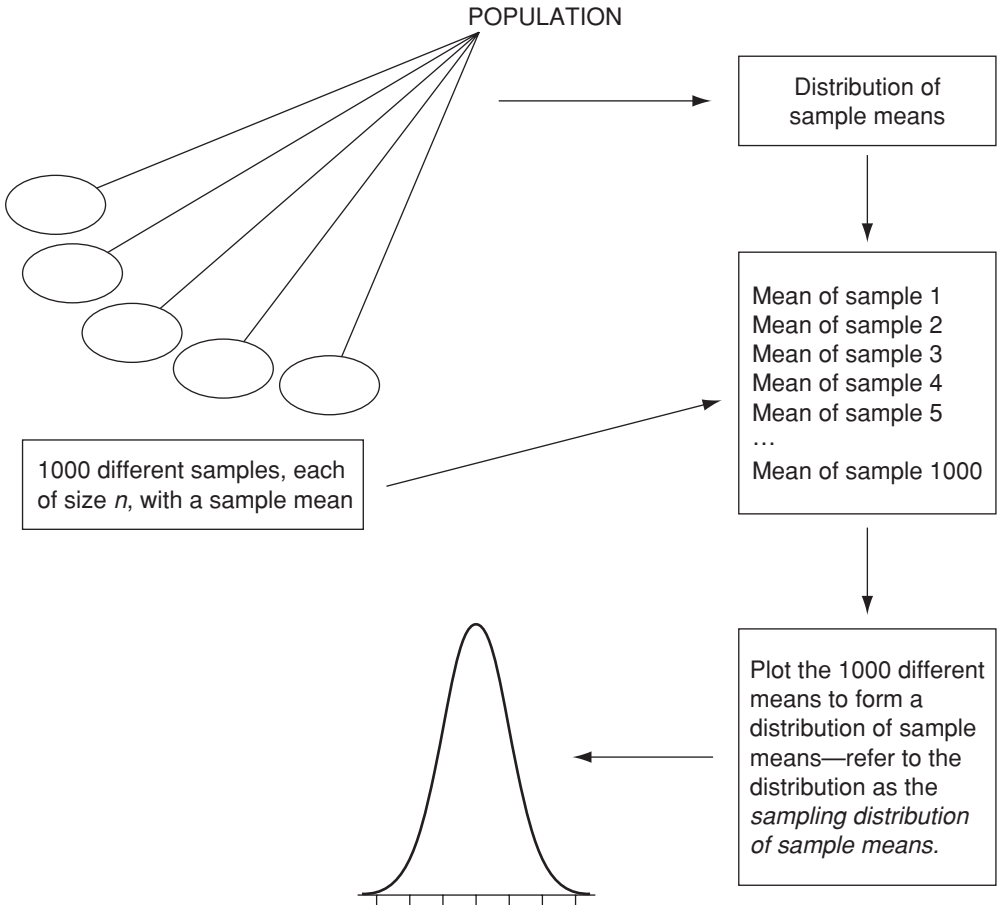 POPULATION
Distribution of
sample means
Mean of sample 1
Mean of sample 2
Mean of sample 3
Mean of sample 4
Mean of sample 5
…
Mean of sample 1000
1000 different samples, each
of size n, with a sample mean
Plot the 1000 different
means to form a
distribution of sample
means—refer to the
distribution as the
sampling distribution
of sample means.